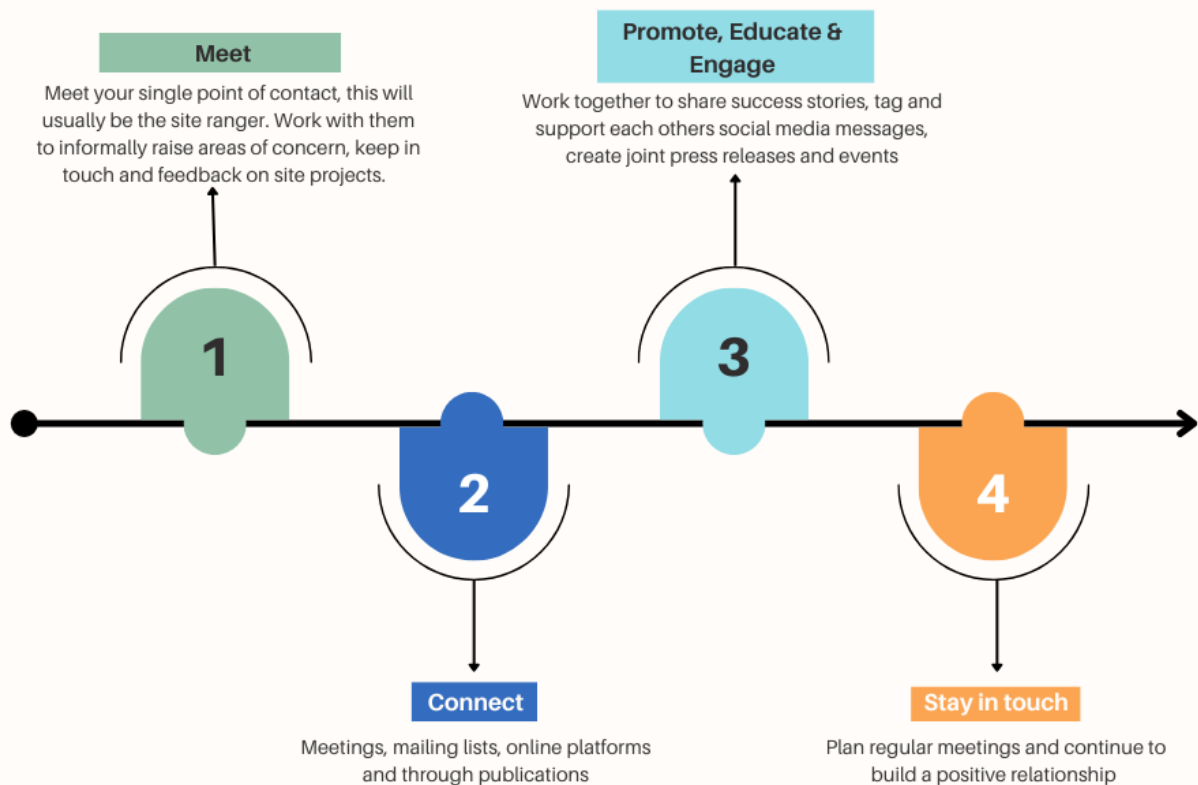 Meet
Meet your single point of contact, this will
usually be the site ranger. Work with them
to informally raise areas of concern, keep in
touch and feedback on site projects.
1
2
Connect
Meetings, mailing lists, online platforms
and through publications
Promote, Educate &
Engage
Work together to share success stories, tag and
support each others social media messages,
create joint press releases and events
3
4
Stay in touch
Plan regular meetings and continue to
build a positive relationship